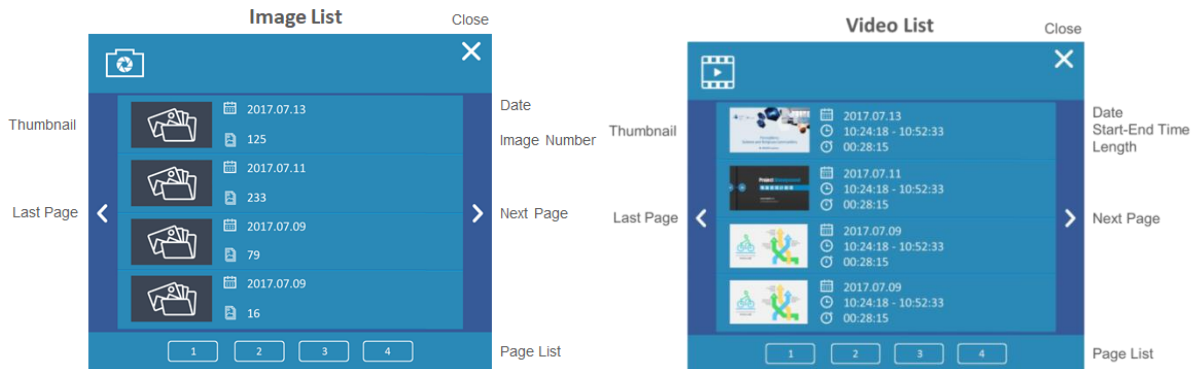 Image List
Close
Thumbnail
2017.07.13
125
Date
Image Number
2017.07.11
233
Last Page
Next Page
2017.07.09
79
2017.07.09
16
1 2 3 4
Page List
Video List
Close
Thumbnail
2017.07.13
10:24:18 - 10:52:33
00:28:15
Date
Start-End Time
Length
Project Management
2017.07.11
10:24:18 - 10:52:33
00:28:15
Last Page
Next Page
2017.07.09
10:24:18 - 10:52:33
00:28:15
2017.07.09
10:24:18 - 10:52:33
00:28:15
1 2 3 4
Page List